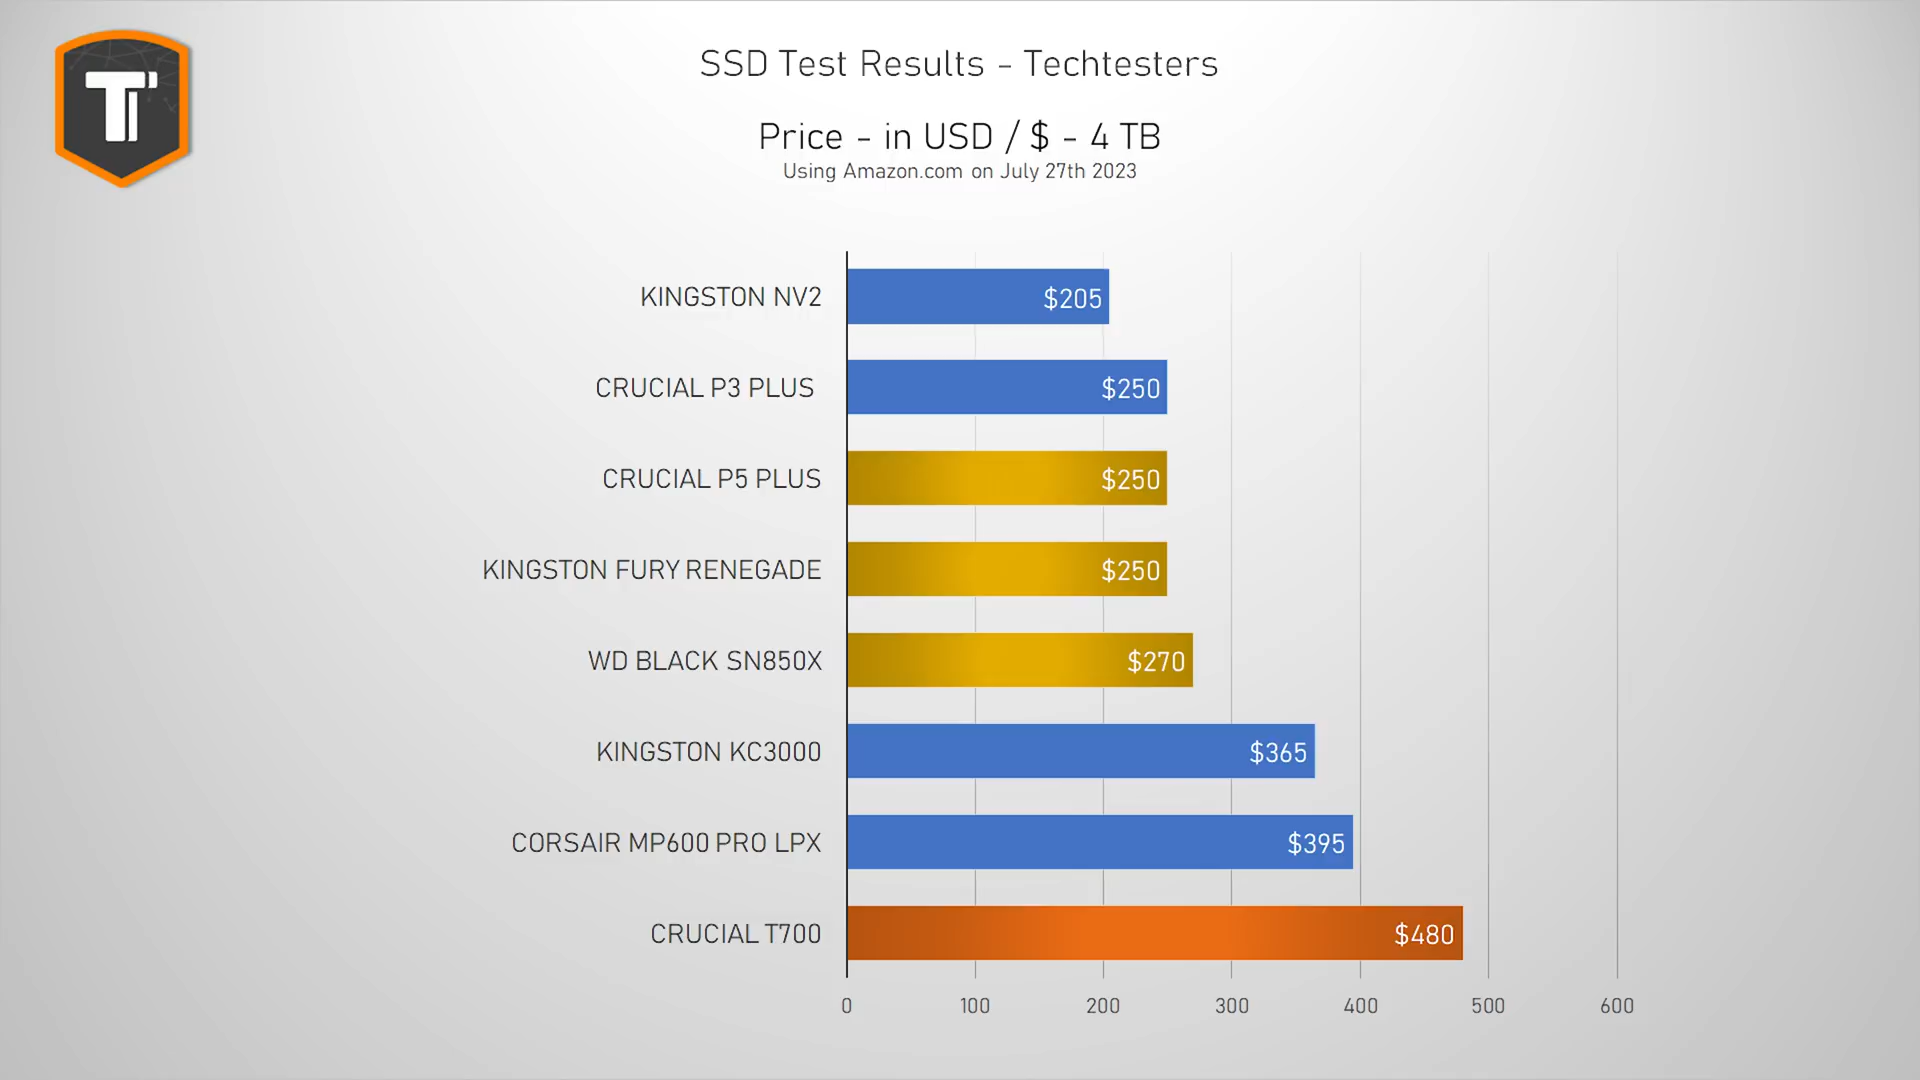 SSD Test Results - Techtesters
Price - in USD / $ - 4 TB
Using Amazon.com on July 27th 2023
KINGSTON NV2 $205
CRUCIAL P3 PLUS $250
CRUCIAL P5 PLUS $250
KINGSTON FURY RENEGADE $250
WD BLACK SN850X $270
KINGSTON KC3000 $365
CORSAIR MP600 PRO LPX $395
CRUCIAL T700 $480
0 100 200 300 400 500 600